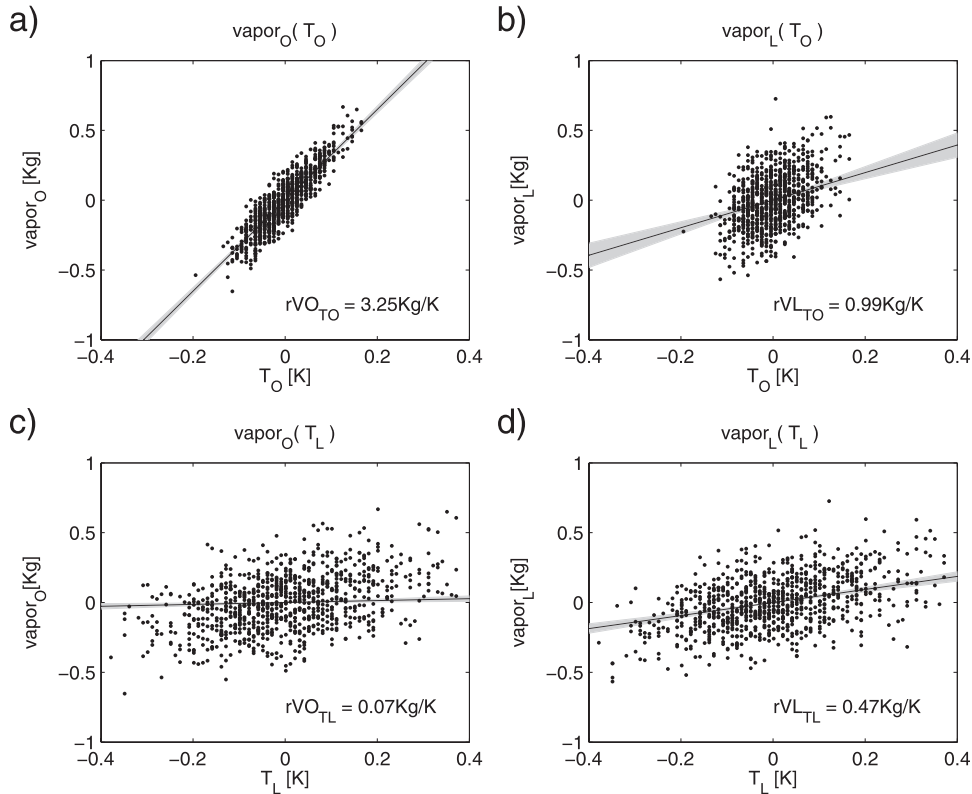 a)
vapor_O( T_O )
1
0.5
0
−0.5
−1
vapor_O [Kg]
rVO_TO = 3.25Kg/K
−0.4 −0.2 0 0.2 0.4
T_O [K]
b)
vapor_L( T_O )
1
0.5
0
−0.5
−1
vapor_L[Kg]
rVL_TO = 0.99Kg/K
−0.4 −0.2 0 0.2 0.4
T_O [K]
c)
vapor_O( T_L )
1
0.5
0
−0.5
−1
vapor_O[Kg]
rVO_TL = 0.07Kg/K
−0.4 −0.2 0 0.2 0.4
T_L [K]
d)
vapor_L( T_L )
1
0.5
0
−0.5
−1
vapor_L[Kg]
rVL_TL = 0.47Kg/K
−0.4 −0.2 0 0.2 0.4
T_L [K]